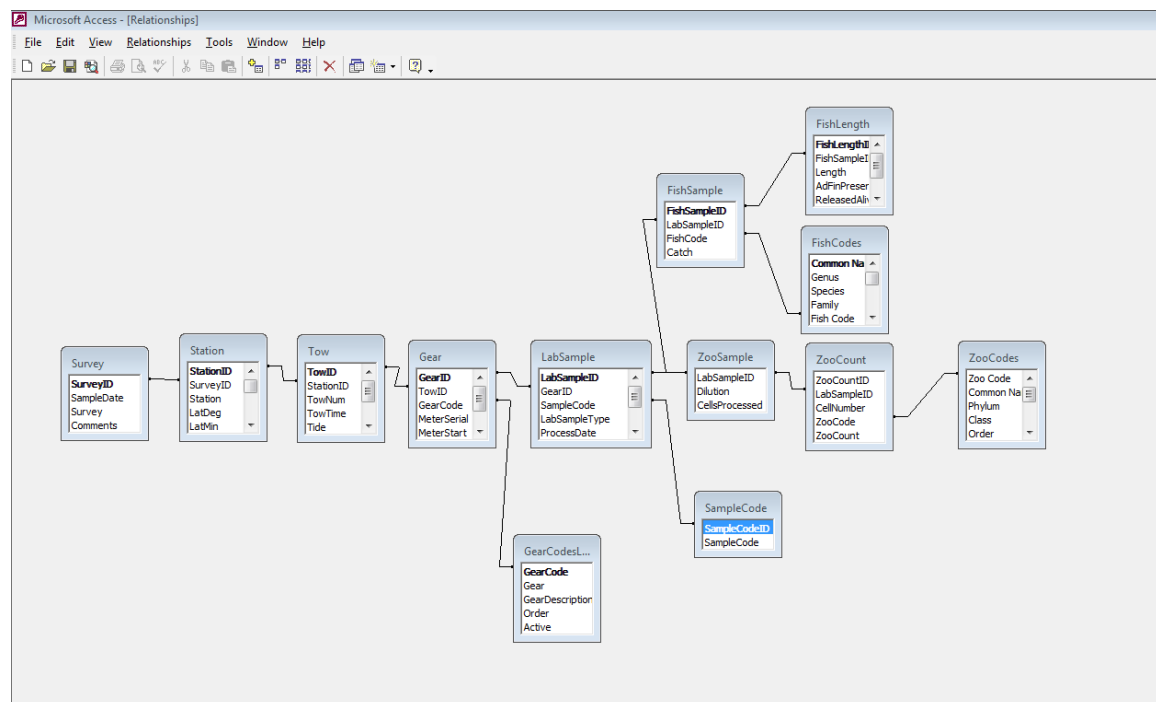 Microsoft Access - [Relationships]
File Edit View Relationships Tools Window Help
FishLength
FishLengthI
FishSampleI
Length
AdFinPreser
ReleasedAliv
FishSample
FishSampleID
LabSampleID
FishCode
Catch
FishCodes
Common Na
Genus
Species
Family
Fish Code
Survey
SurveyID
SampleDate
Survey
Comments
Station
StationID
SurveyID
Station
LatDeg
LatMin
Tow
TowID
StationID
TowNum
TowTime
Tide
Gear
GearID
TowID
GearCode
MeterSerial
MeterStart
LabSample
LabSampleID
GearID
SampleCode
LabSampleType
ProcessDate
ZooSample
LabSampleID
Dilution
CellsProcessed
ZooCount
ZooCountID
LabSampleID
CellNumber
ZooCode
ZooCount
ZooCodes
Zoo Code
Common Na
Phylum
Class
Order
SampleCode
SampleCodeID
SampleCode
GearCodesL...
GearCode
Gear
GearDescription
Order
Active